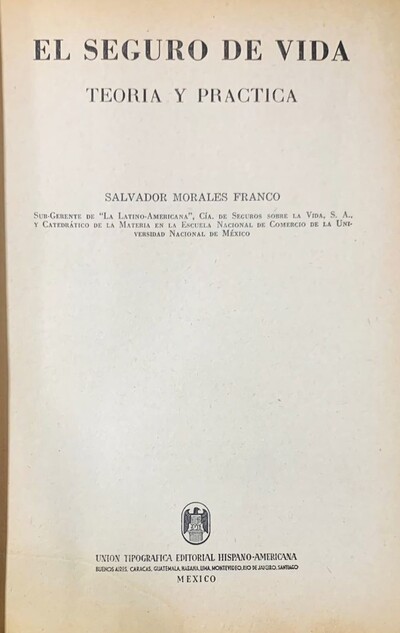 EL SEGURO DE VIDA
TEORIA Y PRACTICA
SALVADOR MORALES FRANCO
SUB-GERENTE DE "LA LATINO-AMERICANA", CÍA. DE SEGUROS SOBRE LA VIDA, S. A.,
Y CATEDRÁTICO DE LA MATERIA EN LA ESCUELA NACIONAL DE COMERCIO DE LA UNI-
VERSIDAD NACIONAL DE MÉXICO
UNION TIPOGRAFICA EDITORIAL HISPANO-AMERICANA
BUENOS AIRES, CARACAS, GUATEMALA, HABANA, LIMA, MONTEVIDEO, RIO DE JANEIRO, SANTIAGO
MEXICO